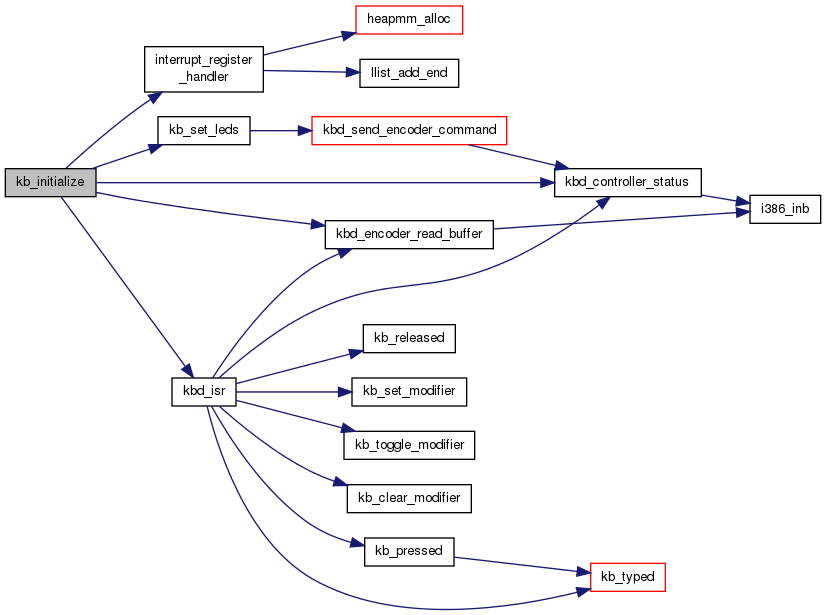 heapmm_alloc
interrupt_register
_handler
llist_add_end
kb_set_leds
kbd_send_encoder_command
kb_initialize
kbd_controller_status
i386_inb
kbd_encoder_read_buffer
kb_released
kbd_isr
kb_set_modifier
kb_toggle_modifier
kb_clear_modifier
kb_pressed
kb_typed